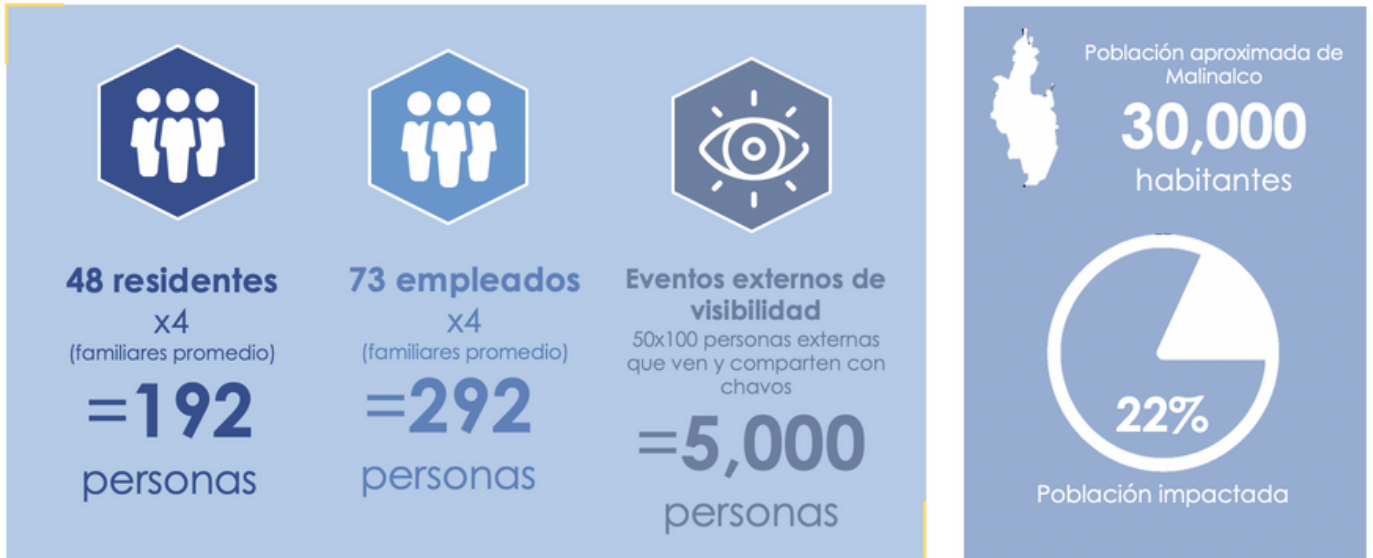 48 residentes
x4
(familiares promedio)
=192
personas
73 empleados
x4
(familiares promedio)
=292
personas
Eventos externos de
visibilidad
50x100 personas externas
que ven y comparten con
chavos
=5,000
personas
Población aproximada de
Malinalco
30,000
habitantes
22%
Población impactada